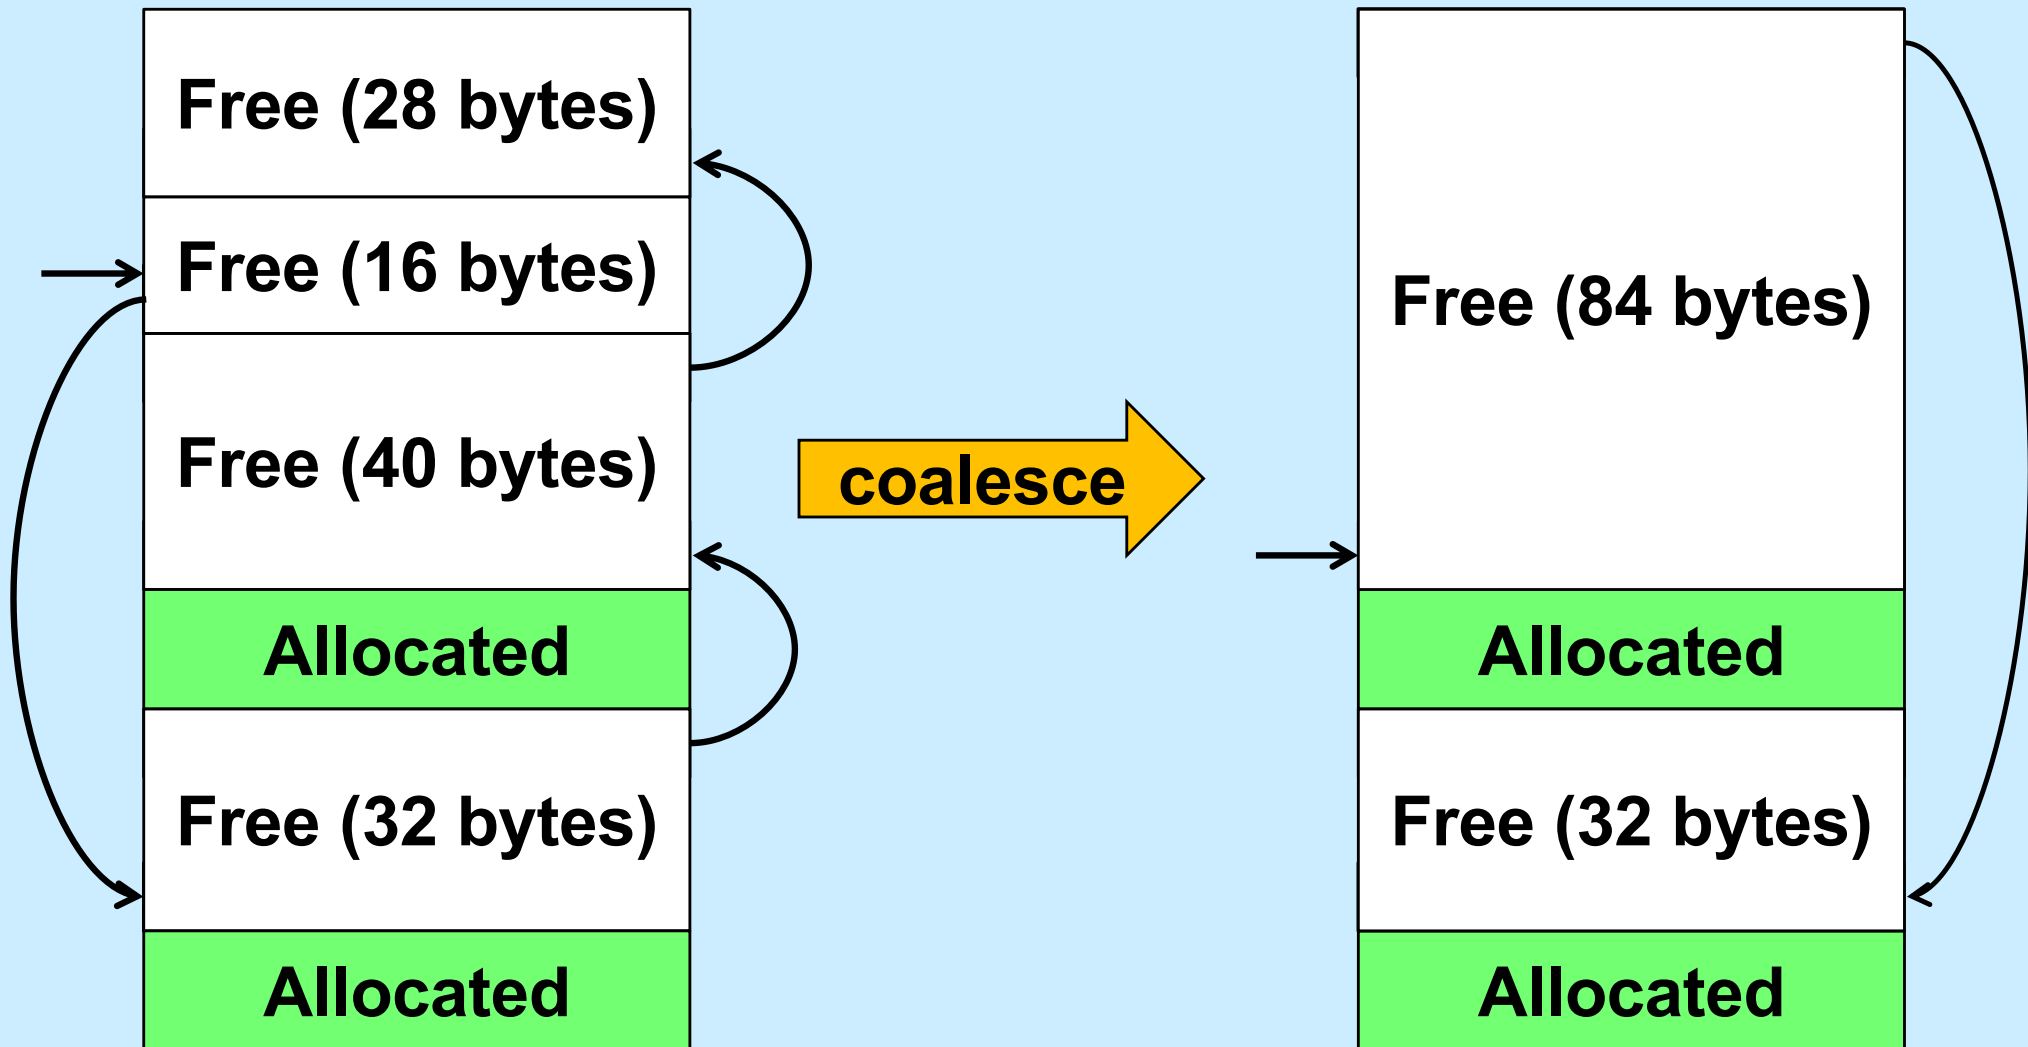 Free (28 bytes)
Free (16 bytes)
Free (40 bytes)
Allocated
Free (32 bytes)
Allocated
coalesce
Free (84 bytes)
Allocated
Free (32 bytes)
Allocated